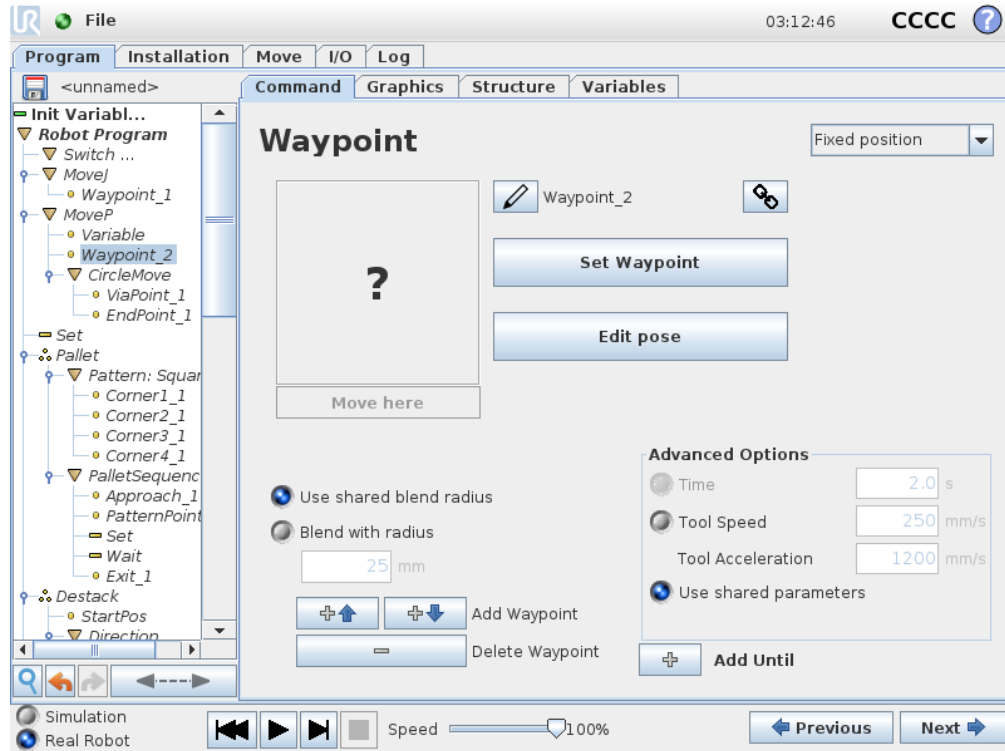 UR File 03:12:46 CCCC ?
Program Installation Move I/O Log
<unnamed>
Command Graphics Structure Variables
Init Variabl...
Robot Program
Switch ...
MoveJ
Waypoint_1
MoveP
Variable
Waypoint_2
CircleMove
ViaPoint_1
EndPoint_1
Set
Pallet
Pattern: Squar
Corner1_1
Corner2_1
Corner3_1
Corner4_1
PalletSequenc
Approach_1
PatternPoint
Set
Wait
Exit_1
Destack
StartPos
Direction
Waypoint
Fixed position
Waypoint_2
?
Set Waypoint
Edit pose
Move here
Use shared blend radius
Blend with radius
25 mm
Add Waypoint
Delete Waypoint
Advanced Options
Time 2.0 s
Tool Speed 250 mm/s
Tool Acceleration 1200 mm/s
Use shared parameters
Add Until
Simulation
Real Robot
Speed 100%
Previous Next